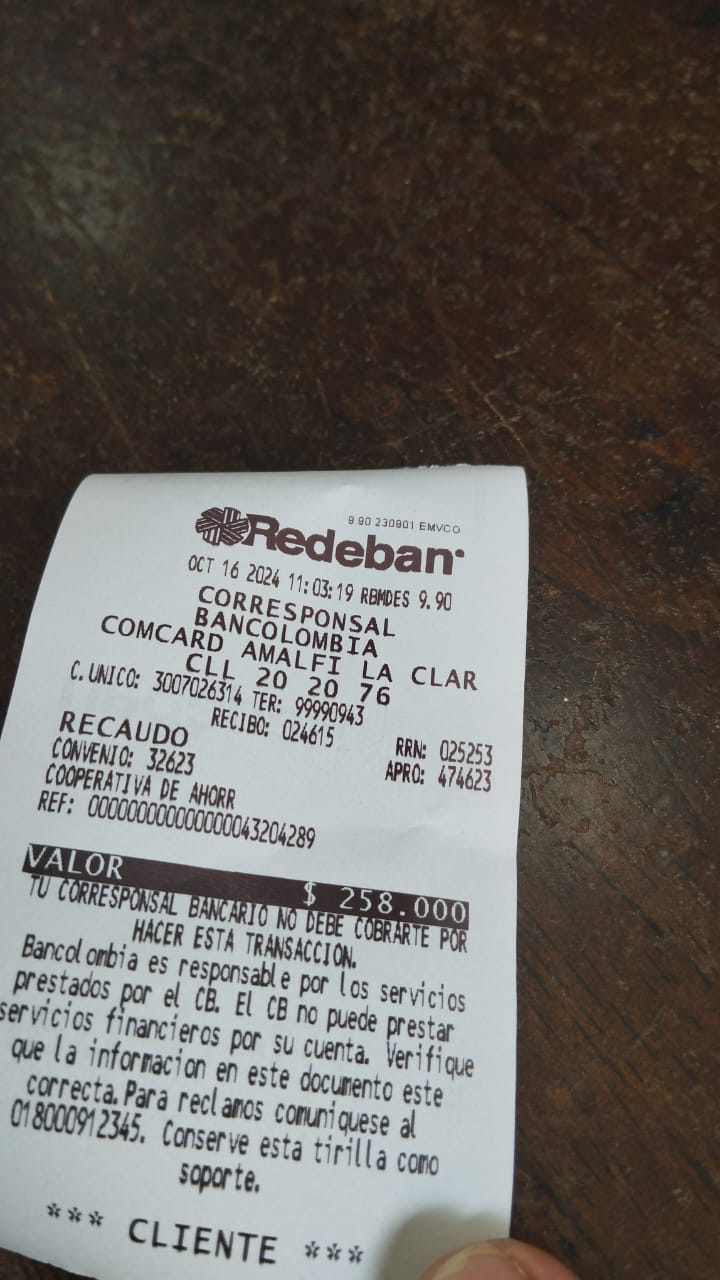 9 90 230901 EMVCO
Redeban
OCT 16 2024 11:03:19 RBMDES 9.90
CORRESPONSAL
BANCOLOMBIA
COMCARD AMALFI LA CLAR
CLL 20 20 76
C.UNICO: 3007026314 TER: 99990943
RECIBO: 024615
RRN: 025253
RECAUDO
APRO: 474623
CONVENIO: 32623
COOPERATIVA DE AHORR
REF: 000000000000000043204289
VALOR $ 258.000
TU CORRESPONSAL BANCARIO NO DEBE COBRARTE POR
HACER ESTA TRANSACCION.
Bancolombia es responsable por los servicios
prestados por el CB. El CB no puede prestar
servicios financieros por su cuenta. Verifique
que la informacion en este documento este
correcta.Para reclamos comuniquese al
018000912345. Conserve esta tirilla como
soporte.
*** CLIENTE ***